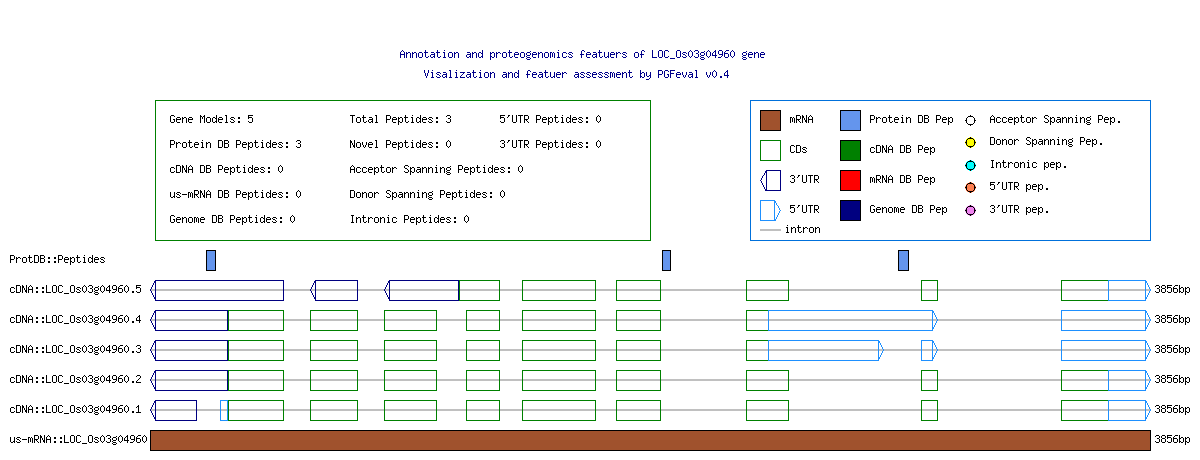 Annotation and proteogenomics featuers of LOC_Os03g04960 gene
Visalization and featuer assessment by PGFeval v0.4
Gene Models: 5 Total Peptides: 3 5'UTR Peptides: 0
Protein DB Peptides: 3 Novel Peptides: 0 3'UTR Peptides: 0
cDNA DB Peptides: 0 Acceptor Spanning Peptides: 0
us-mRNA DB Peptides: 0 Donor Spanning Peptides: 0
Genome DB Peptides: 0 Intronic Peptides: 0
mRNA Protein DB Pep Acceptor Spanning Pep.
CDs cDNA DB Pep Donor Spanning Pep.
3'UTR mRNA DB Pep Intronic pep.
5'UTR Genome DB Pep 5'UTR pep.
intron 3'UTR pep.
ProtDB::Peptides
cDNA::LOC_Os03g04960.5 3856bp
cDNA::LOC_Os03g04960.4 3856bp
cDNA::LOC_Os03g04960.3 3856bp
cDNA::LOC_Os03g04960.2 3856bp
cDNA::LOC_Os03g04960.1 3856bp
us-mRNA::LOC_Os03g04960 3856bp